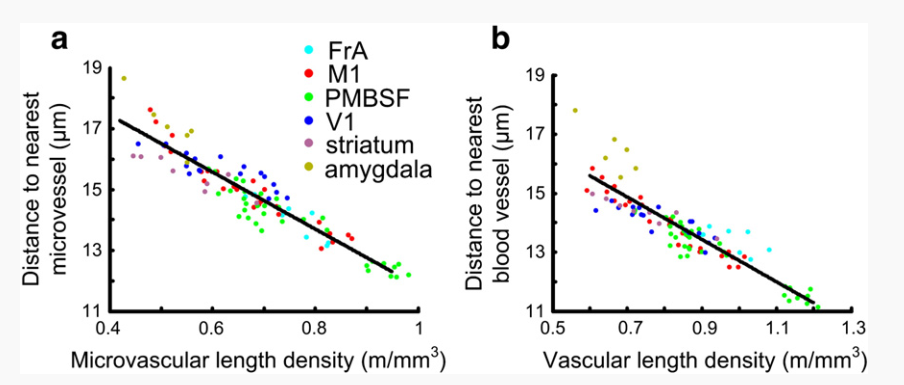 a
19
17
15
13
11
Distance to nearest
microvessel (μm)
0.4
0.6
0.8
1
Microvascular length density (m/mm³)
FrA
M1
PMBSF
V1
striatum
amygdala
b
19
17
15
13
11
Distance to nearest
blood vessel (μm)
0.5
0.7
0.9
1.1
1.3
Vascular length density (m/mm³)